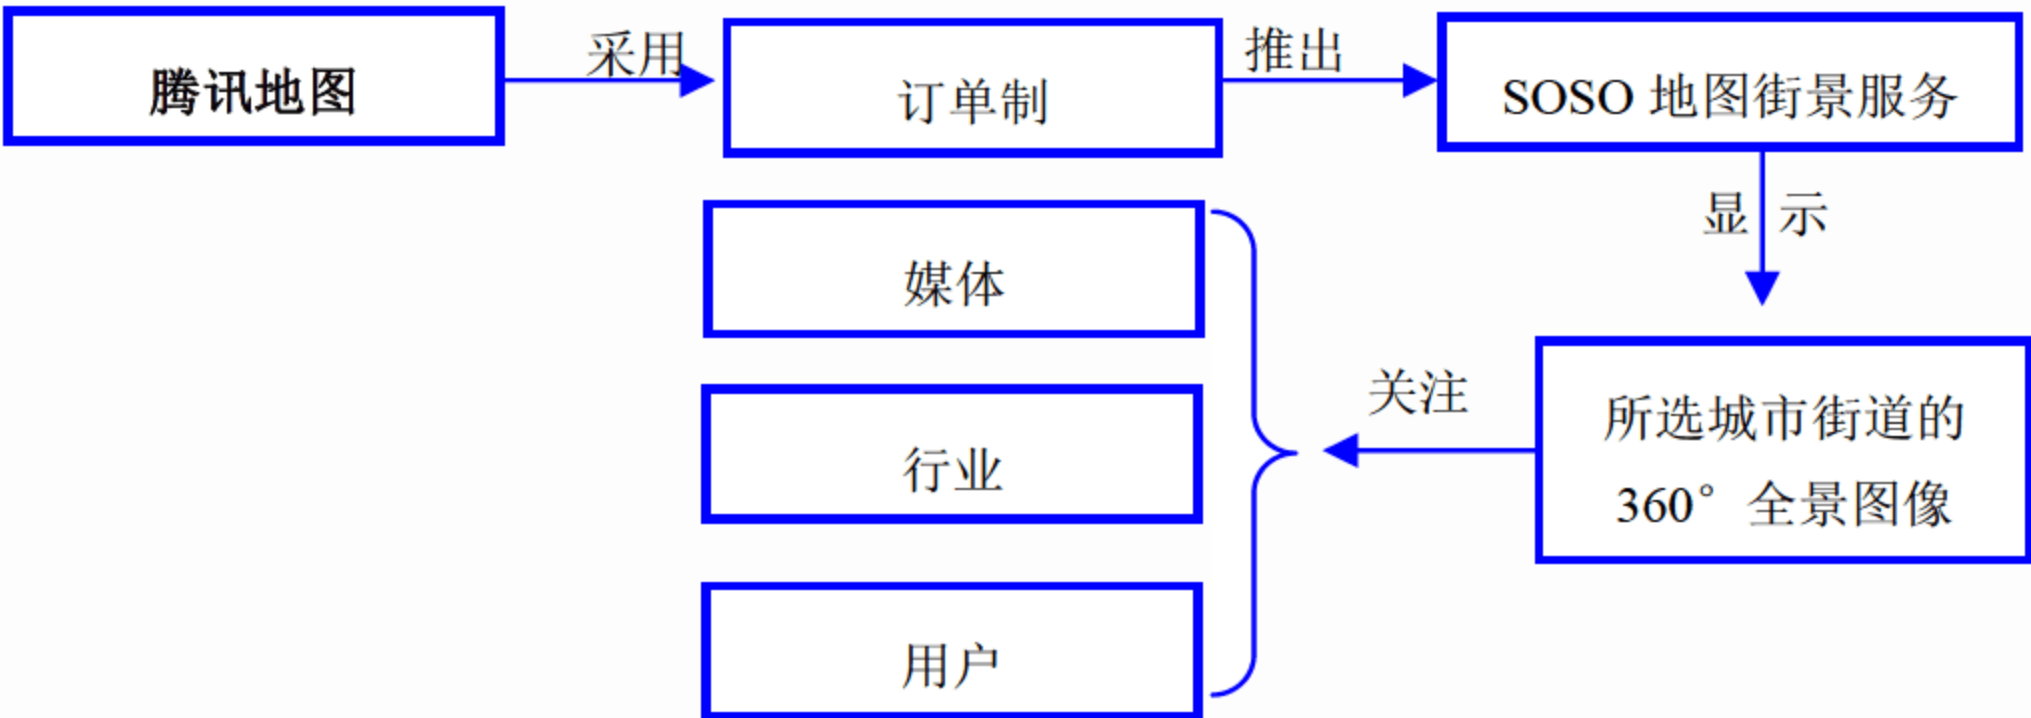 腾讯地图
采用
订单制
推出
SOSO 地图街景服务
显示
所选城市街道的
360°全景图像
关注
媒体
行业
用户